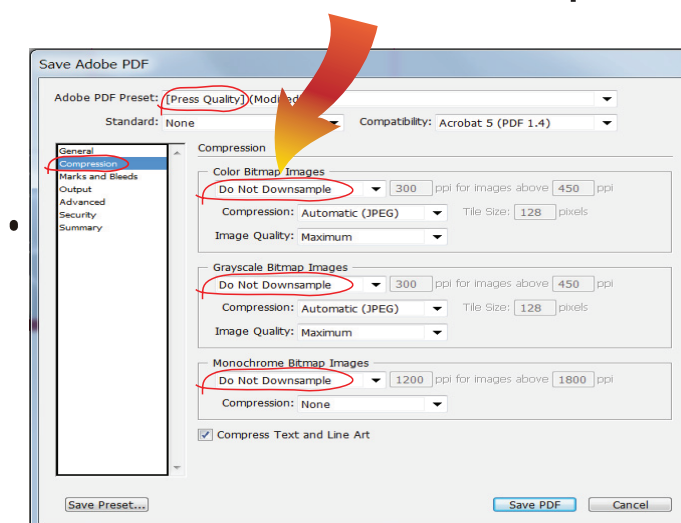 Save Adobe PDF
Adobe PDF Preset: [Press Quality] (Modified)
Standard: None Compatibility: Acrobat 5 (PDF 1.4)
General
Compression
Marks and Bleeds
Output
Advanced
Security
Summary
Compression
Color Bitmap Images
Do Not Downsample 300 ppi for images above 450 ppi
Compression: Automatic (JPEG) Tile Size: 128 pixels
Image Quality: Maximum
Grayscale Bitmap Images
Do Not Downsample 300 ppi for images above 450 ppi
Compression: Automatic (JPEG) Tile Size: 128 pixels
Image Quality: Maximum
Monochrome Bitmap Images
Do Not Downsample 1200 ppi for images above 1800 ppi
Compression: None
Compress Text and Line Art
Save Preset... Save PDF Cancel